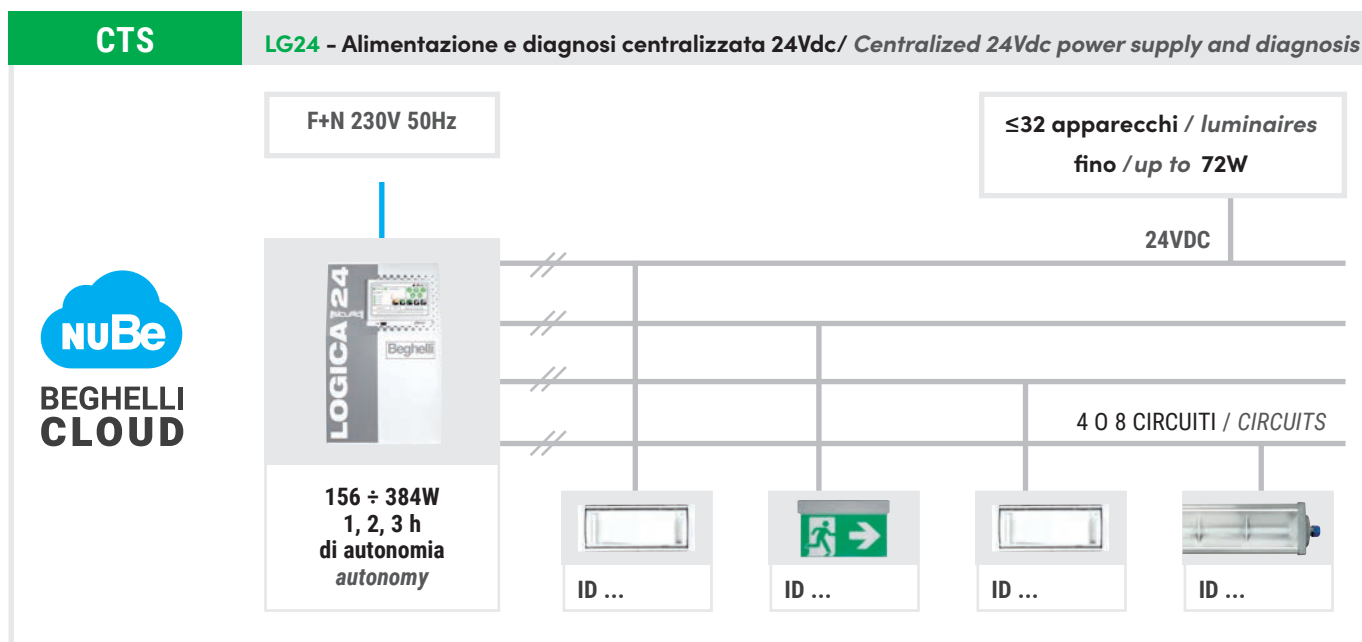 CTS
LG24 - Alimentazione e diagnosi centralizzata 24Vdc/ Centralized 24Vdc power supply and diagnosis
F+N 230V 50Hz
≤32 apparecchi / luminaires
fino /up to 72W
24VDC
LOGICA 24
Beghelli
NUBe
BEGHELLI
CLOUD
4 O 8 CIRCUITI / CIRCUITS
156 ÷ 384W
1, 2, 3 h
di autonomia
autonomy
ID ...
ID ...
ID ...
ID ...